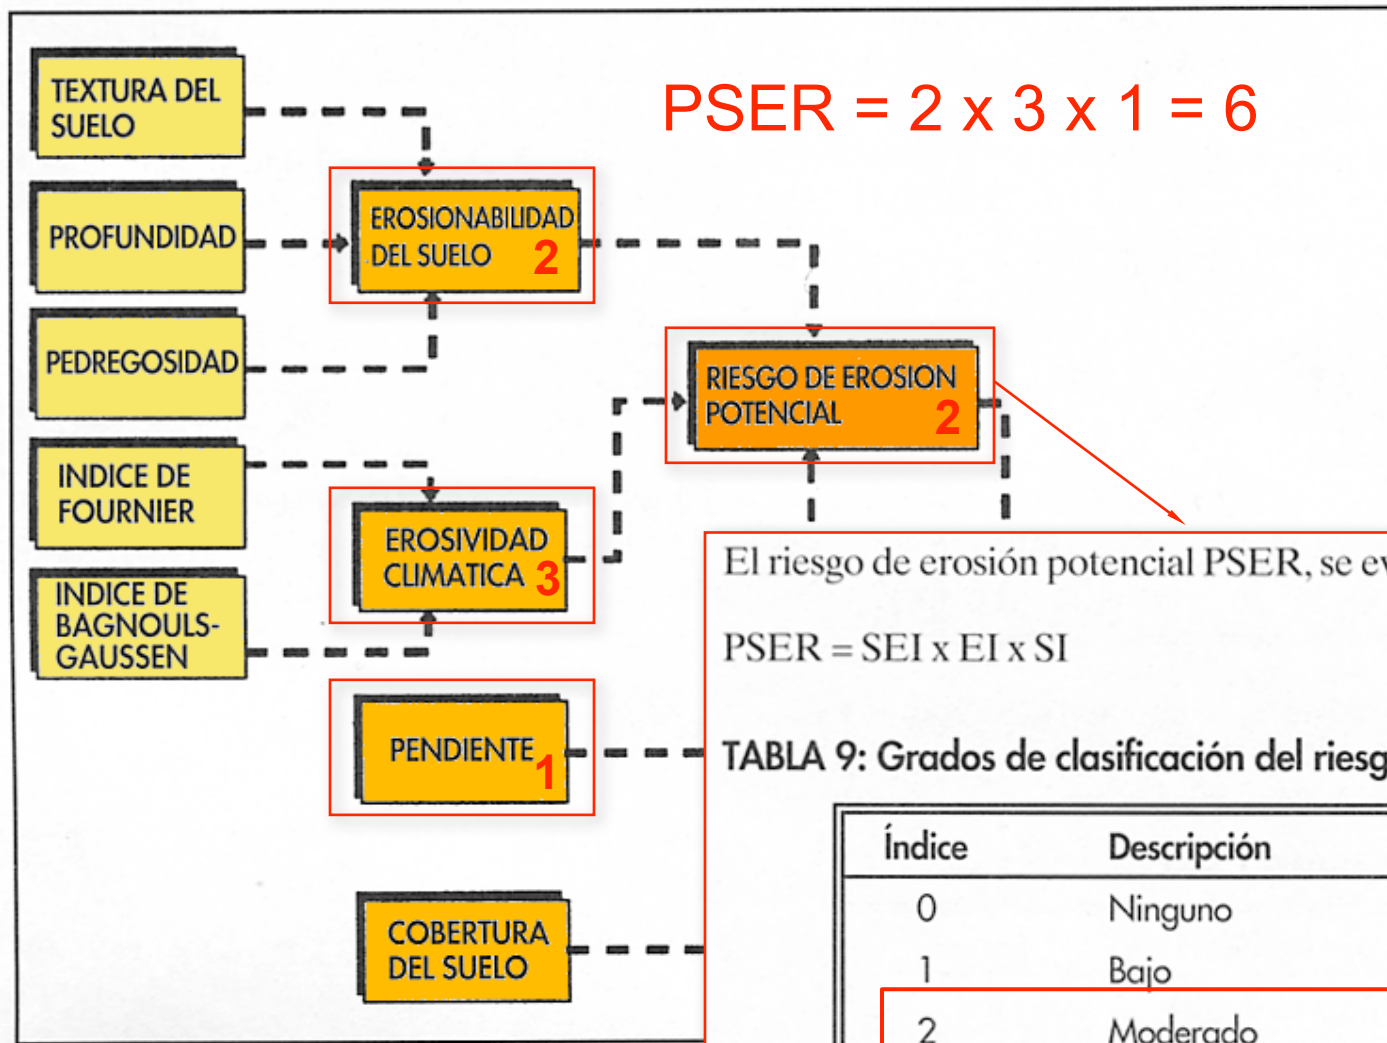 PSER = 2 x 3 x 1 = 6
TEXTURA DEL
SUELO
PROFUNDIDAD
PEDREGOSIDAD
EROSIONABILIDAD
DEL SUELO 2
INDICE DE
FOURNIER
INDICE DE
BAGNOULS-
GAUSSEN
EROSIVIDAD
CLIMATICA 3
PENDIENTE 1
COBERTURA
DEL SUELO
RIESGO DE EROSION
POTENCIAL 2
El riesgo de erosión potencial PSER, se
PSER = SEI x EI x SI
TABLA 9: Grados de clasificación del
Índice Descripción
0 Ninguno
1 Bajo
2 Moderado